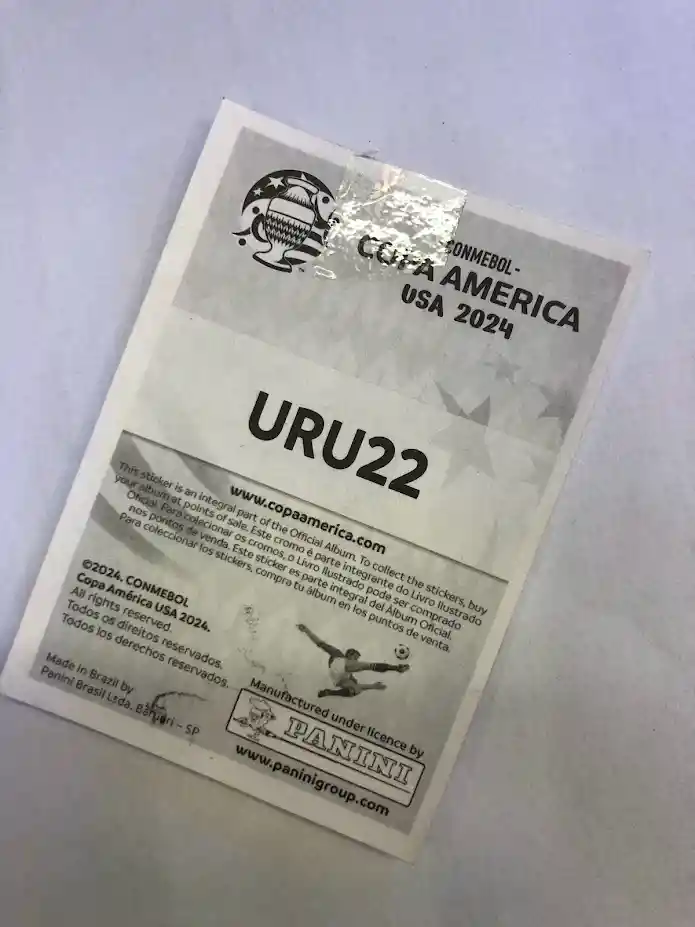 CONMEBOL-
COPA AMERICA
USA 2024
URU22
www.copaamerica.com
This sticker is an integral part of the Official Album. To collect the stickers, buy
your album at points of sale. Este cromo é parte integrante do Livro Ilustrado
Oficial. Para colecionar os cromos, o Livro Ilustrado pode ser comprado
nos pontos de venda. Este sticker es parte integral del Álbum Oficial.
Para coleccionar los stickers, compra tu álbum en los puntos de venta.
©2024. CONMEBOL
Copa América USA 2024.
All rights reserved.
Todos os direitos reservados.
Todos los derechos reservados.
Made in Brazil by
Panini Brasil Ltda. Barueri - SP
Manufactured under licence by
PANINI
www.paninigroup.com